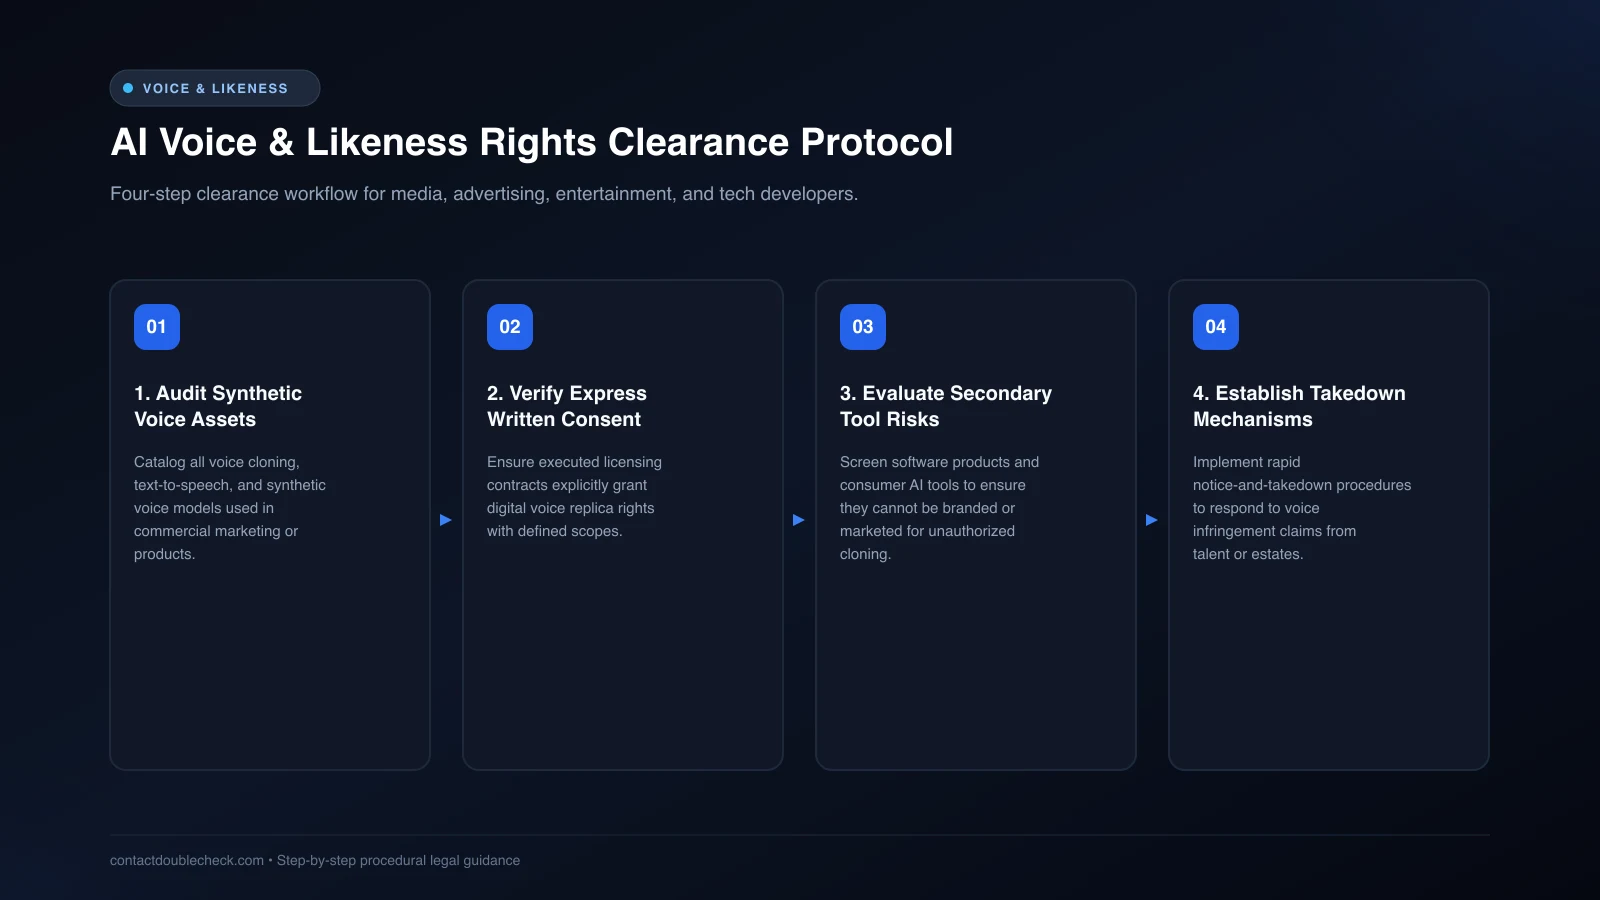 VOICE & LIKENESS
AI Voice & Likeness Rights Clearance Protocol
Four-step clearance workflow for media, advertising, entertainment, and tech developers.
01
1. Audit Synthetic
Voice Assets
Catalog all voice cloning,
text-to-speech, and synthetic
voice models used in
commercial marketing or
products.
02
2. Verify Express
Written Consent
Ensure executed licensing
contracts explicitly grant
digital voice replica rights
with defined scopes.
03
3. Evaluate Secondary
Tool Risks
Screen software products and
consumer AI tools to ensure
they cannot be branded or
marketed for unauthorized
cloning.
04
4. Establish Takedown
Mechanisms
Implement rapid
notice-and-takedown procedures
to respond to voice
infringement claims from
talent or estates.
contactdoublecheck.com • Step-by-step procedural legal guidance